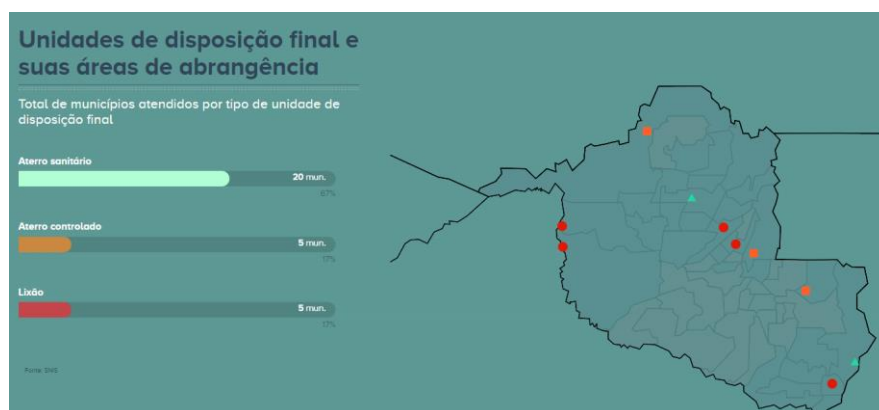 Unidades de disposição final e
suas áreas de abrangência
Total de municípios atendidos por tipo de unidade de
disposição final
Aterro sanitário
20 mun.
67%
Aterro controlado
5 mun.
17%
Lixão
5 mun.
17%
Fonte: SNIS